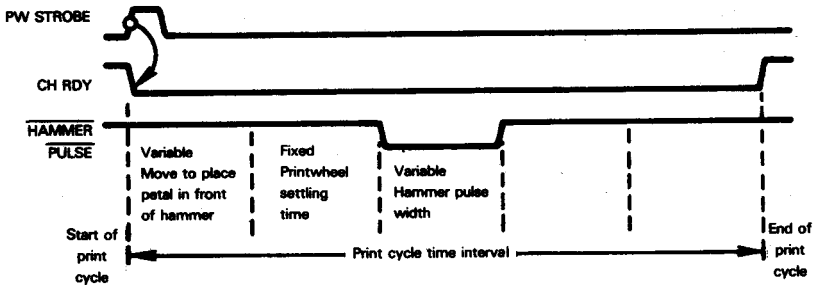 PW STROBE
CH RDY
HAMMER
PULSE
Variable
Move to place
petal in front
of hammer
Fixed
Printwheel
settling
time
Variable
Hammer pulse
width
Start of
print
cycle
Print cycle time interval
End of
print
cycle